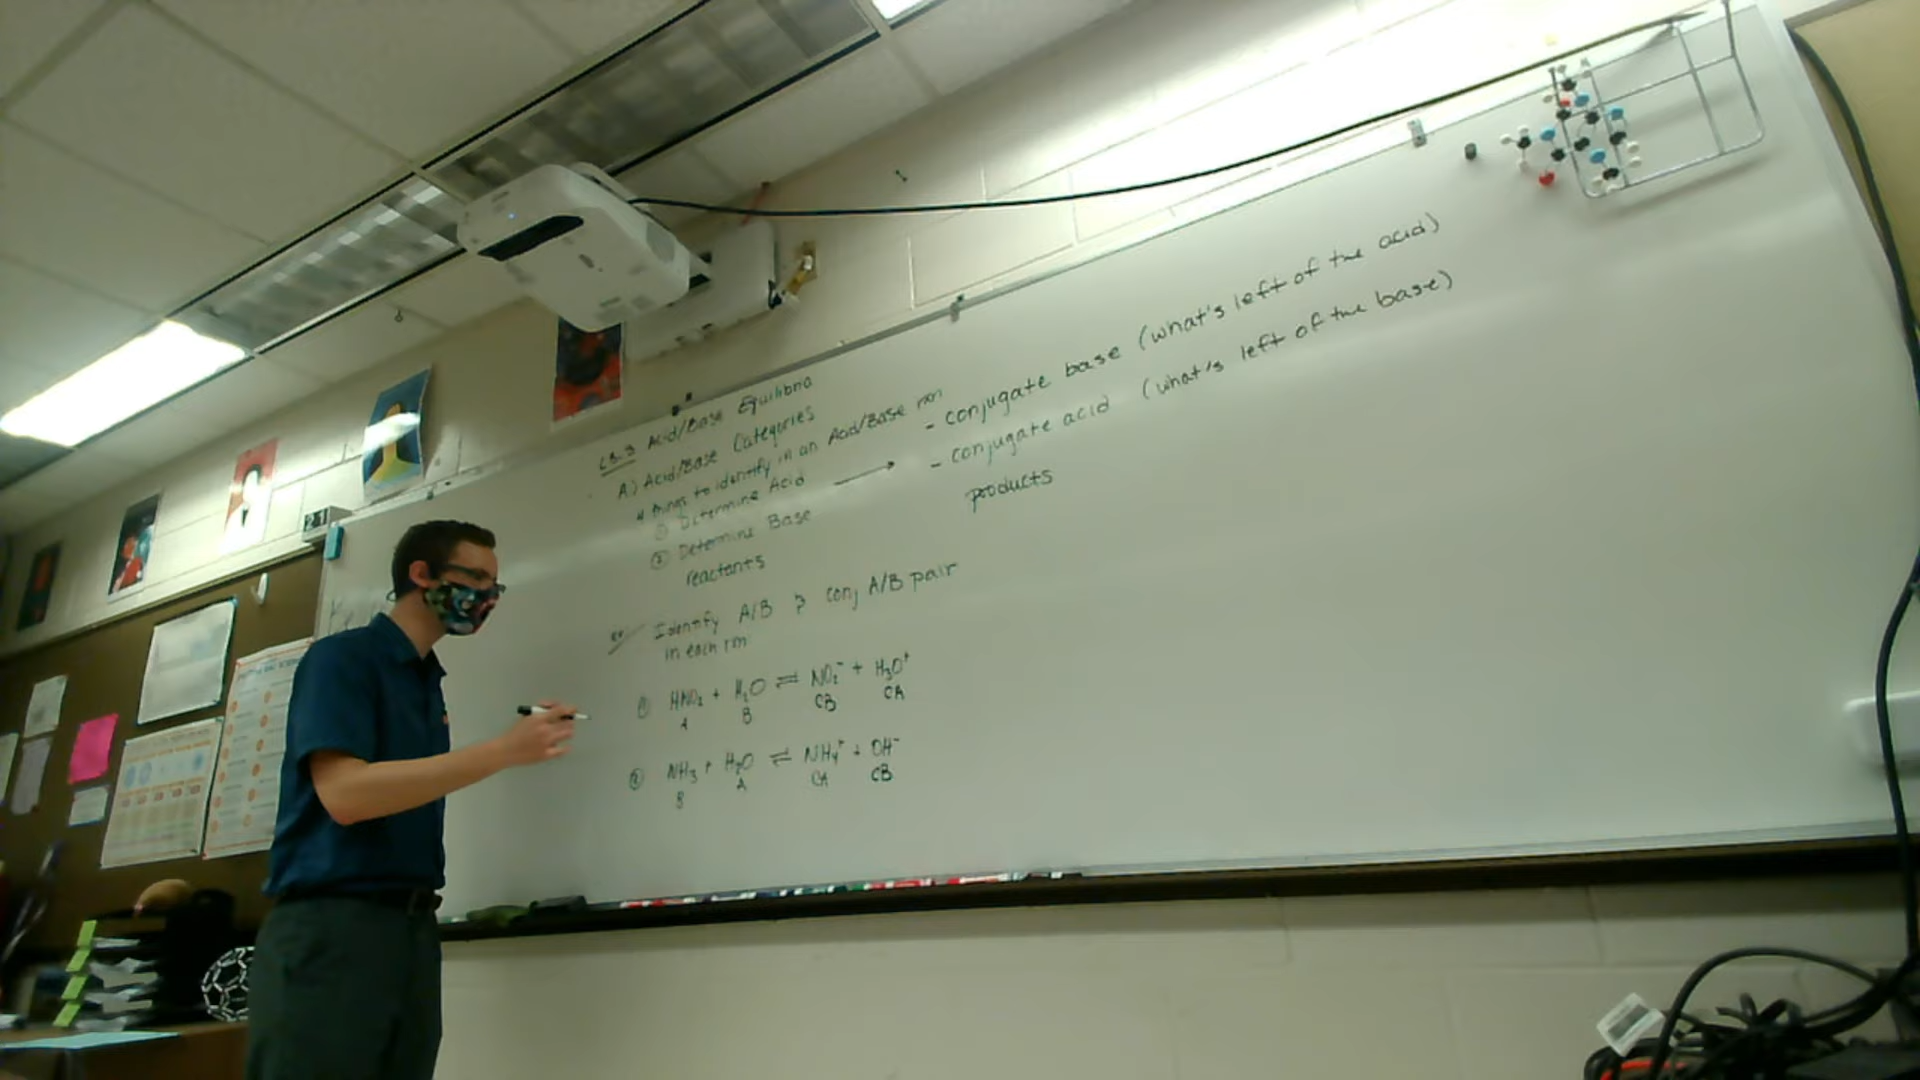 L8.3 Acid/Base Equilibria
A) Acid/Base Categories
4 things to identify in an Acid/Base rxn
① Determine Acid → - conjugate base (what's left of the acid)
② Determine Base - conjugate acid (what's left of the base)
reactants products
ex Identify A/B & conj A/B pair
in each rxn
① HNO₂ + H₂O ⇌ NO₂⁻ + H₃O⁺
A B CB CA
② NH₃ + H₂O ⇌ NH₄⁺ + OH⁻
B A CA CB